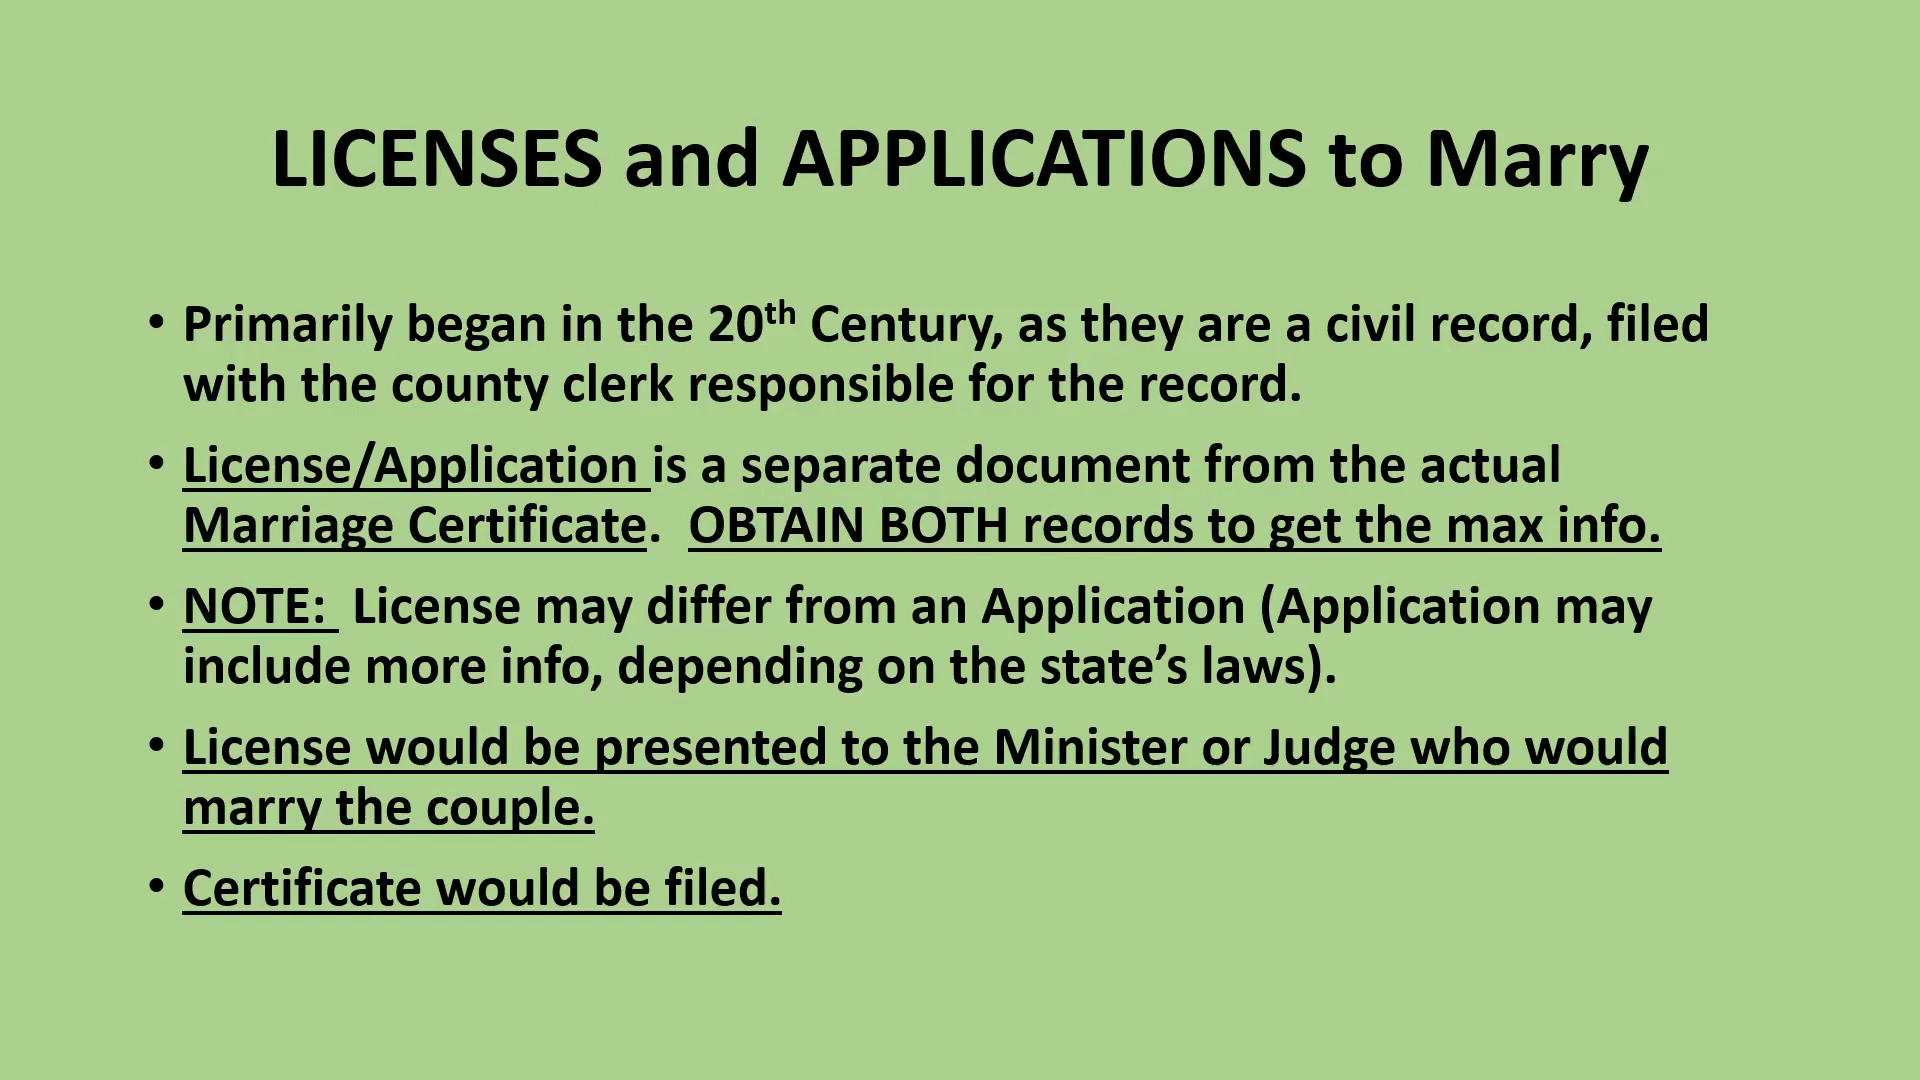 LICENSES and APPLICATIONS to Marry
• Primarily began in the 20th Century, as they are a civil record, filed
with the county clerk responsible for the record.
• License/Application is a separate document from the actual
Marriage Certificate.  OBTAIN BOTH records to get the max info.
• NOTE:  License may differ from an Application (Application may
include more info, depending on the state’s laws).
• License would be presented to the Minister or Judge who would
marry the couple.
• Certificate would be filed.